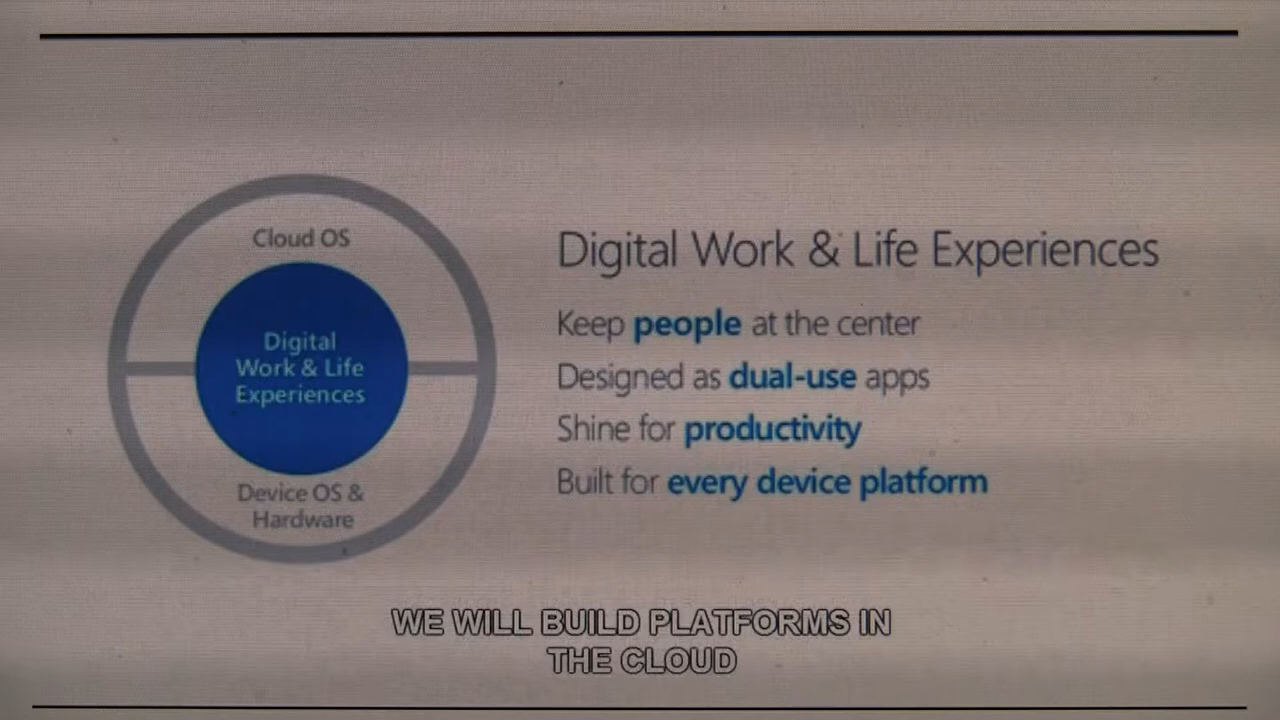 Cloud OS
Digital
Work & Life
Experiences
Device OS &
Hardware
Digital Work & Life Experiences
Keep people at the center
Designed as dual-use apps
Shine for productivity
Built for every device platform
WE WILL BUILD PLATFORMS IN
THE CLOUD